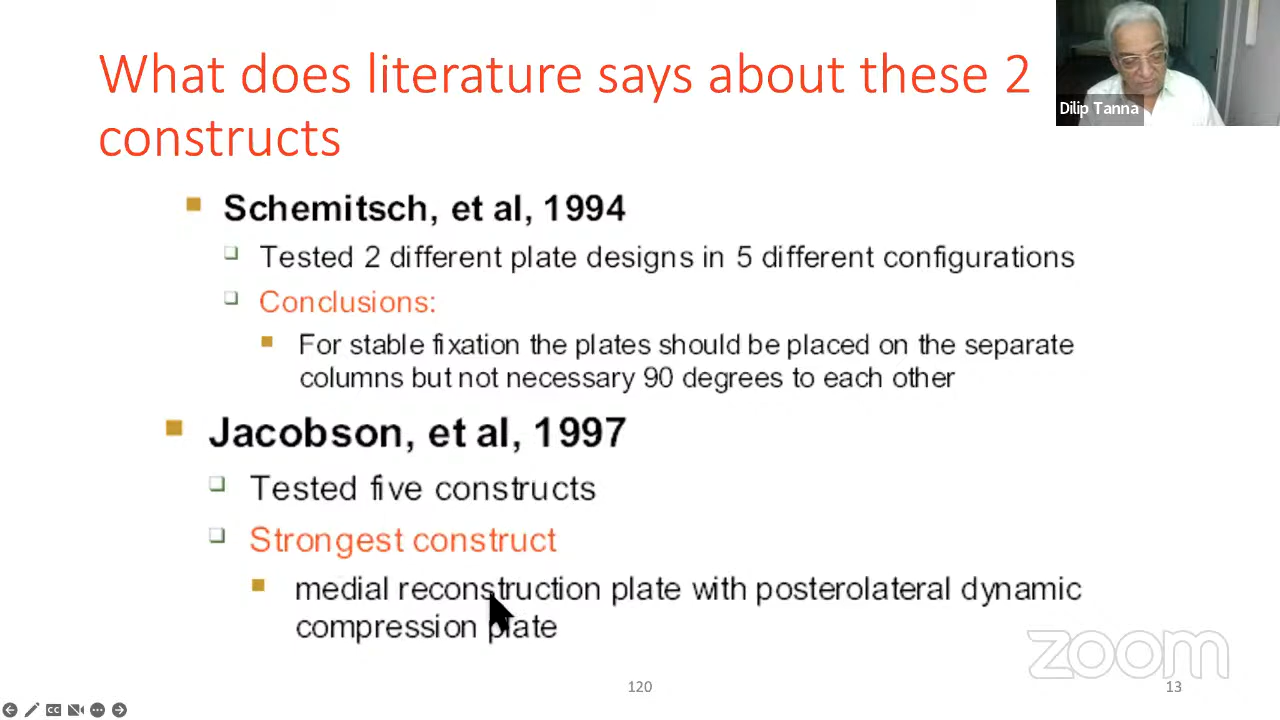 What does literature says about these 2
constructs
Dilip Tanna
Schemitsch, et al, 1994
Tested 2 different plate designs in 5 different configurations
Conclusions:
For stable fixation the plates should be placed on the separate
columns but not necessary 90 degrees to each other
Jacobson, et al, 1997
Tested five constructs
Strongest construct
medial reconstruction plate with posterolateral dynamic
compression plate
zoom
120
13
CC